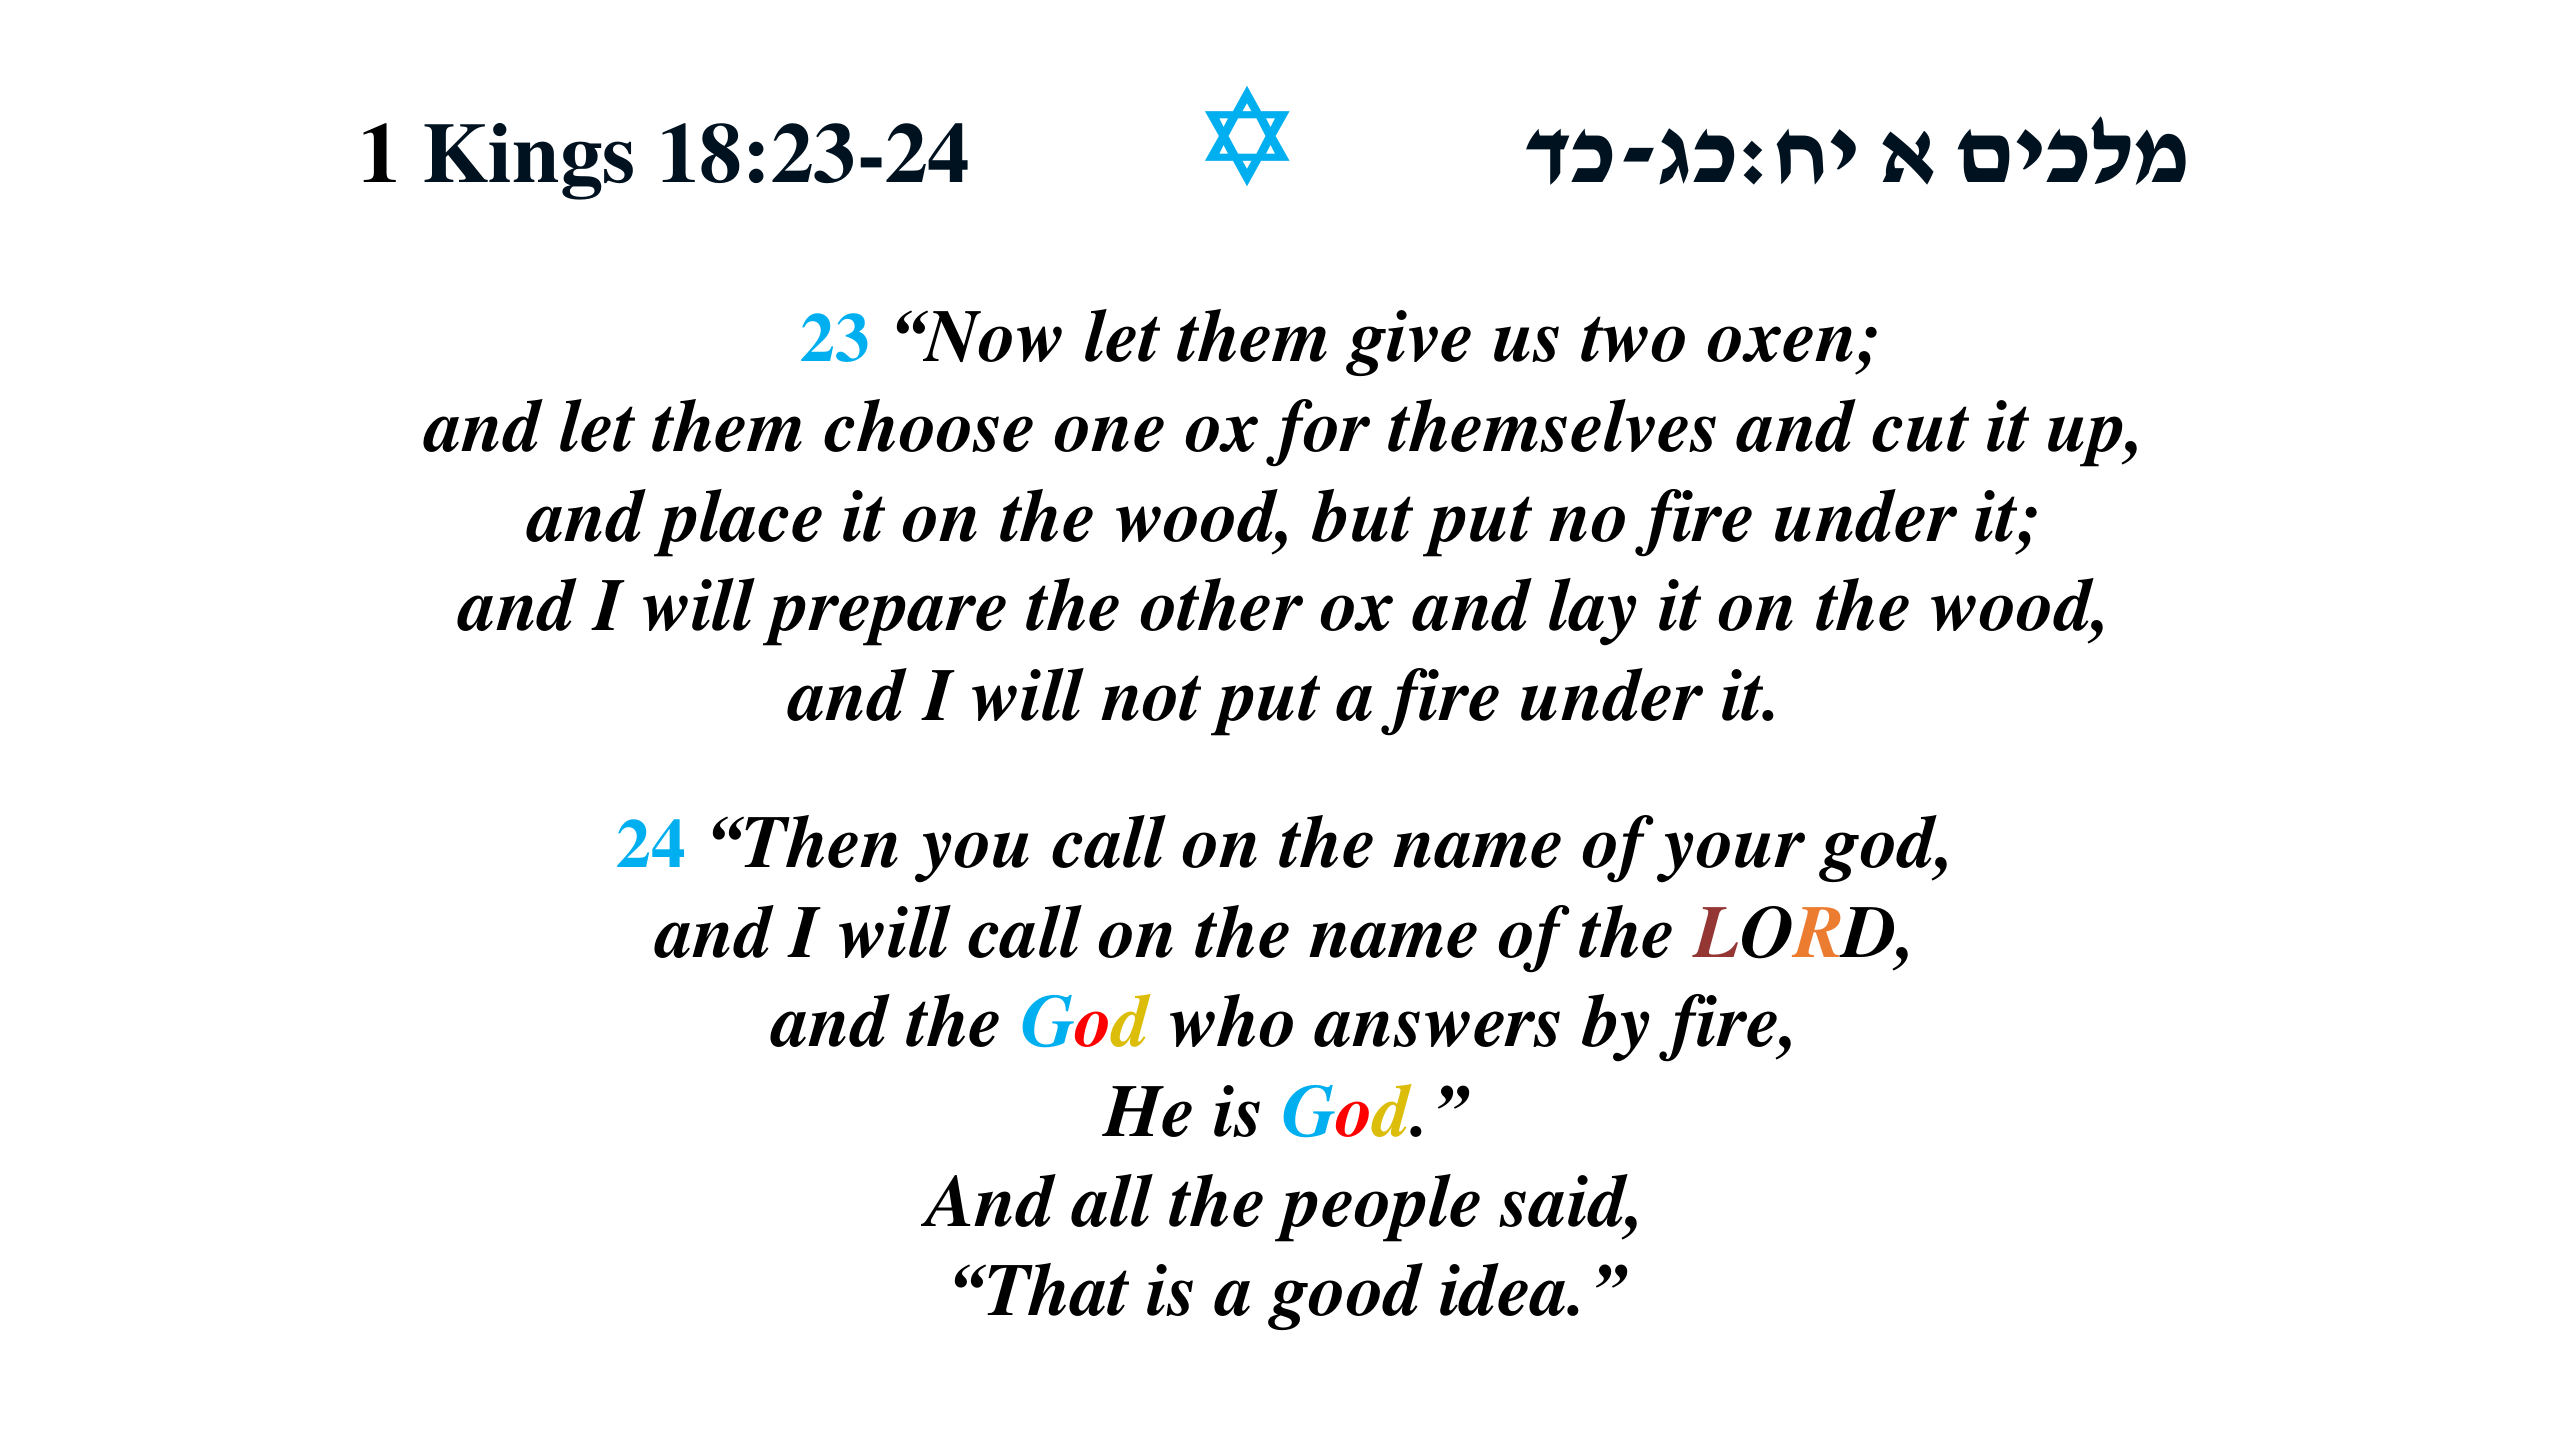 1 Kings 18:23-24 ✡ מלכים א יח:כג-כד
23 “Now let them give us two oxen;
and let them choose one ox for themselves and cut it up,
and place it on the wood, but put no fire under it;
and I will prepare the other ox and lay it on the wood,
and I will not put a fire under it.
24 “Then you call on the name of your god,
and I will call on the name of the LORD,
and the God who answers by fire,
He is God.”
And all the people said,
“That is a good idea.”